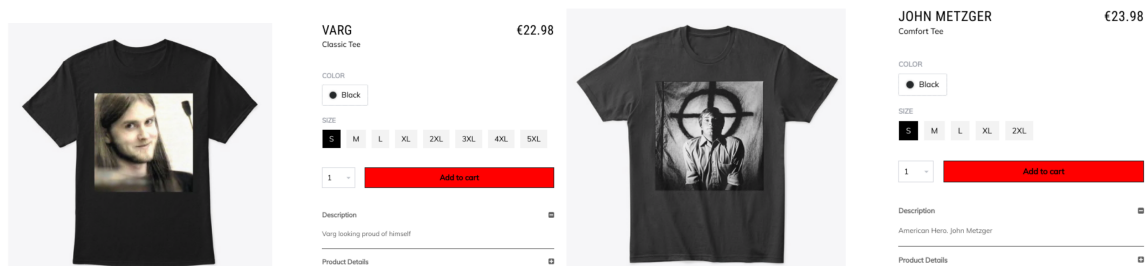 VARG €22.98
Classic Tee
COLOR
Black
SIZE
S M L XL 2XL 3XL 4XL 5XL
1 Add to cart
Description
Varg looking proud of himself
Product Details
JOHN METZGER €23.98
Comfort Tee
COLOR
Black
SIZE
S M L XL 2XL
1 Add to cart
Description
American Hero. John Metzger
Product Details